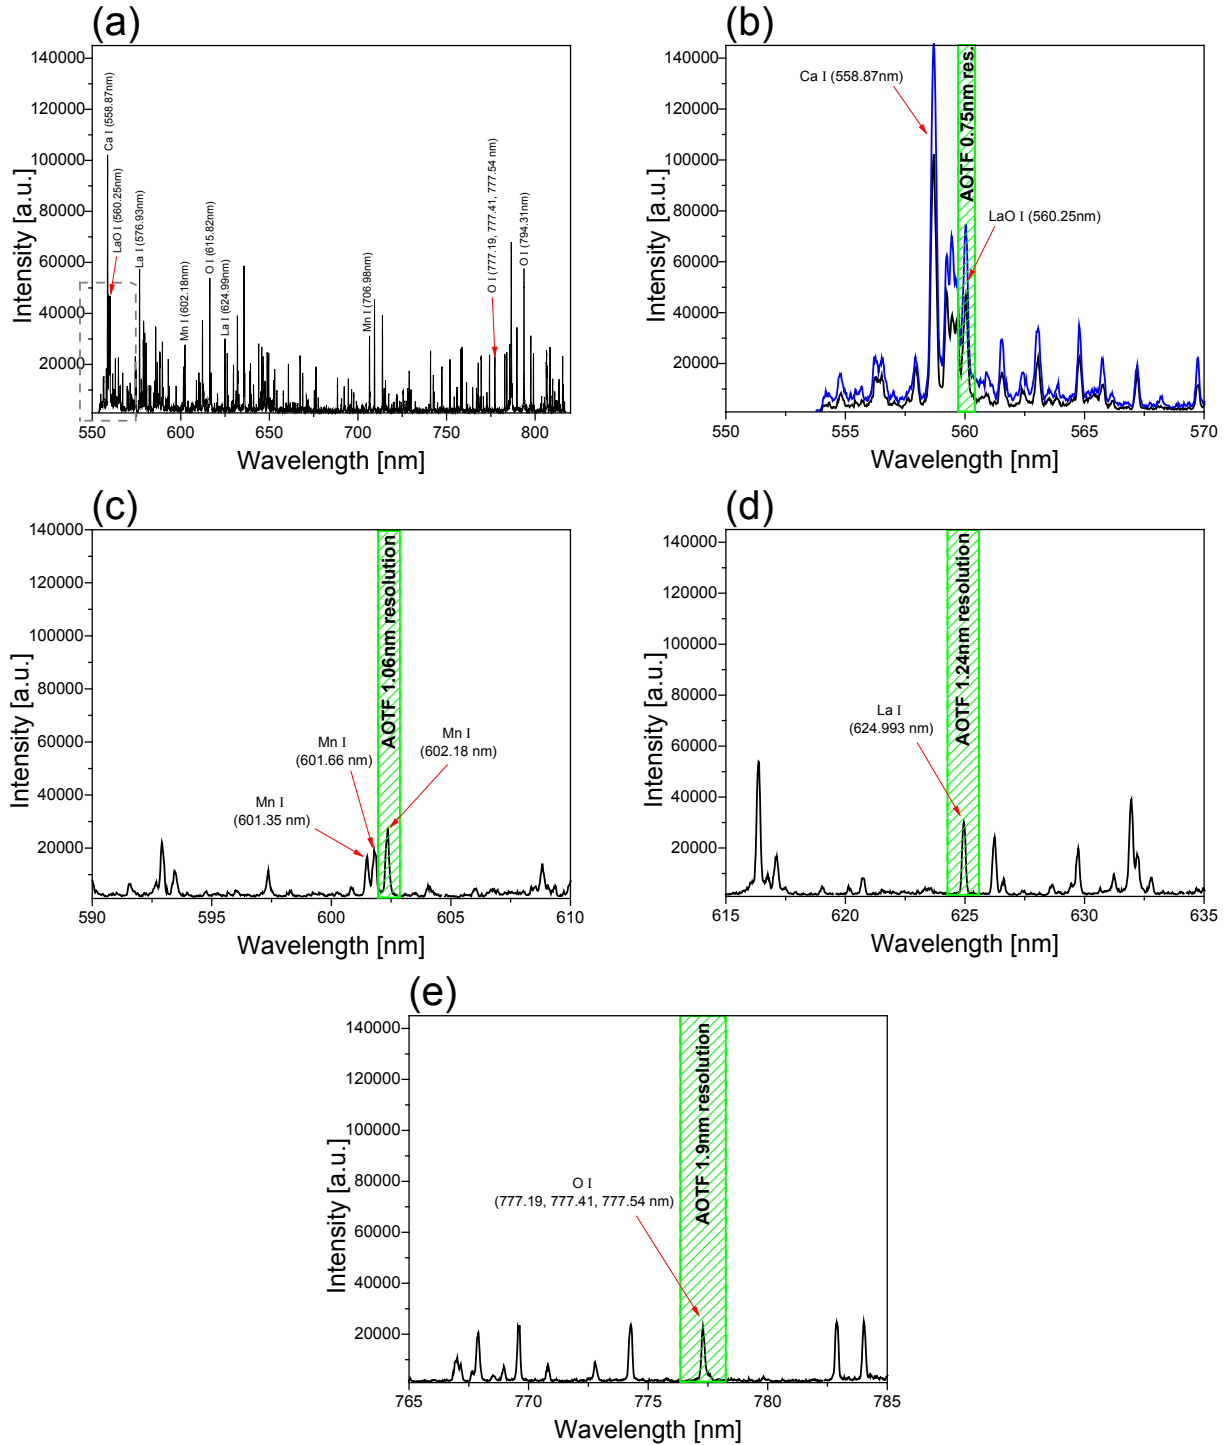 (a)
140000
120000
100000
80000
60000
40000
20000
Intensity [a.u.]
Ca I (558.87nm)
LaO I (560.25nm)
La I (576.93nm)
Mn I (602.18nm)
O I (615.82nm)
La I (624.99nm)
Mn I (706.98nm)
O I (777.19, 777.41, 777.54 nm)
O I (794.31nm)
550 600 650 700 750 800
Wavelength [nm]
(b)
140000
120000
100000
80000
60000
40000
20000
Intensity [a.u.]
Ca I (558.87nm)
AOTF 0.75nm res.
LaO I (560.25nm)
550 555 560 565 570
Wavelength [nm]
(c)
140000
120000
100000
80000
60000
40000
20000
Intensity [a.u.]
AOTF 1.06nm resolution
Mn I
(601.66 nm)
Mn I
(602.18 nm)
Mn I
(601.35 nm)
590 595 600 605 610
Wavelength [nm]
(d)
140000
120000
100000
80000
60000
40000
20000
Intensity [a.u.]
AOTF 1.24nm resolution
La I
(624.993 nm)
615 620 625 630 635
Wavelength [nm]
(e)
140000
120000
100000
80000
60000
40000
20000
Intensity [a.u.]
AOTF 1.9nm resolution
O I
(777.19, 777.41, 777.54 nm)
765 770 775 780 785
Wavelength [nm]